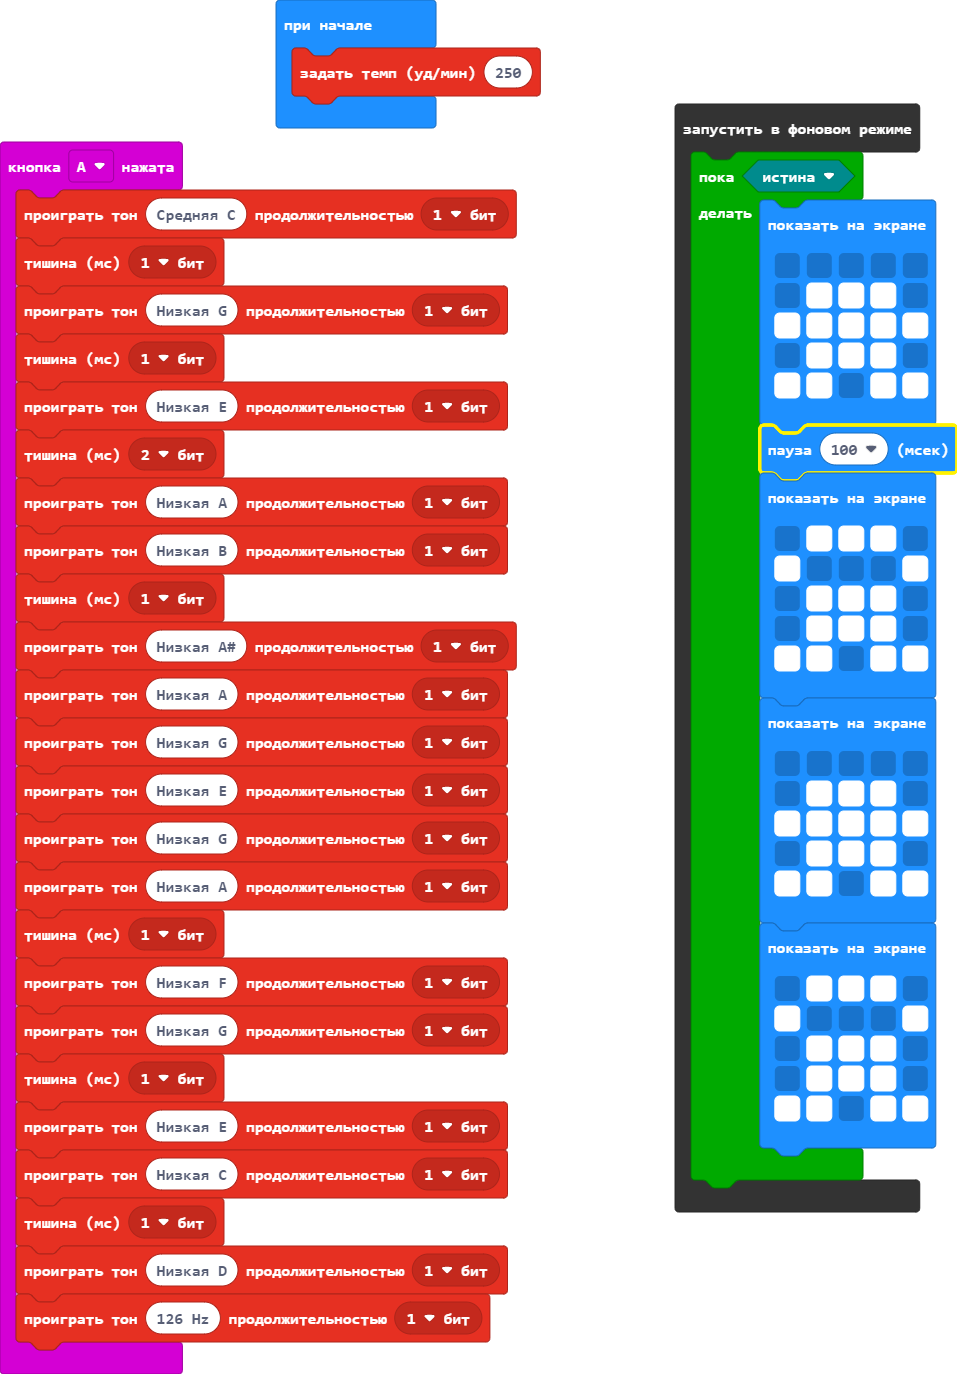 при начале
задать темп (уд/мин) 250
кнопка A нажата
проиграть тон Средняя C продолжительностью 1 бит
тишина (мс) 1 бит
проиграть тон Низкая G продолжительностью 1 бит
тишина (мс) 1 бит
проиграть тон Низкая E продолжительностью 1 бит
тишина (мс) 2 бит
проиграть тон Низкая A продолжительностью 1 бит
проиграть тон Низкая B продолжительностью 1 бит
тишина (мс) 1 бит
проиграть тон Низкая A# продолжительностью 1 бит
проиграть тон Низкая A продолжительностью 1 бит
проиграть тон Низкая G продолжительностью 1 бит
проиграть тон Низкая E продолжительностью 1 бит
проиграть тон Низкая G продолжительностью 1 бит
проиграть тон Низкая A продолжительностью 1 бит
тишина (мс) 1 бит
проиграть тон Низкая F продолжительностью 1 бит
проиграть тон Низкая G продолжительностью 1 бит
тишина (мс) 1 бит
проиграть тон Низкая E продолжительностью 1 бит
проиграть тон Низкая C продолжительностью 1 бит
тишина (мс) 1 бит
проиграть тон Низкая D продолжительностью 1 бит
проиграть тон 126 Hz продолжительностью 1 бит
запустить в фоновом режиме
пока истина
делать
показать на экране
пауза 100 (мсек)
показать на экране
показать на экране
показать на экране